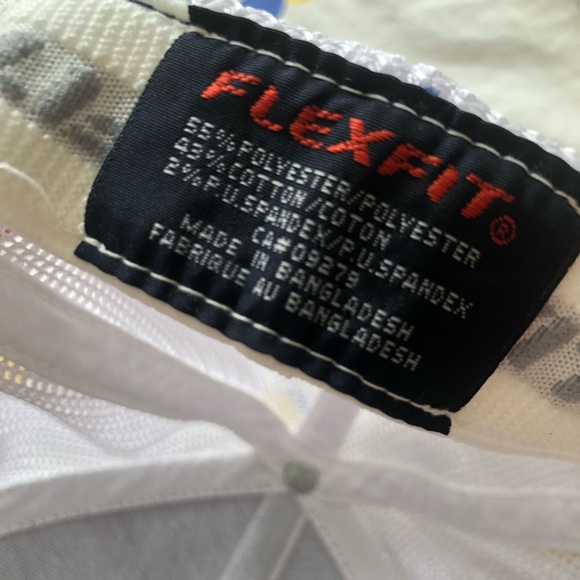 FLEXFIT®
55%POLYESTER/POLYESTER
43%COTTON/COTON
2%P.U.SPANDEX/P.U.SPANDEX
CA#09279
MADE IN BANGLADESH
FABRIQUE AU BANGLADESH